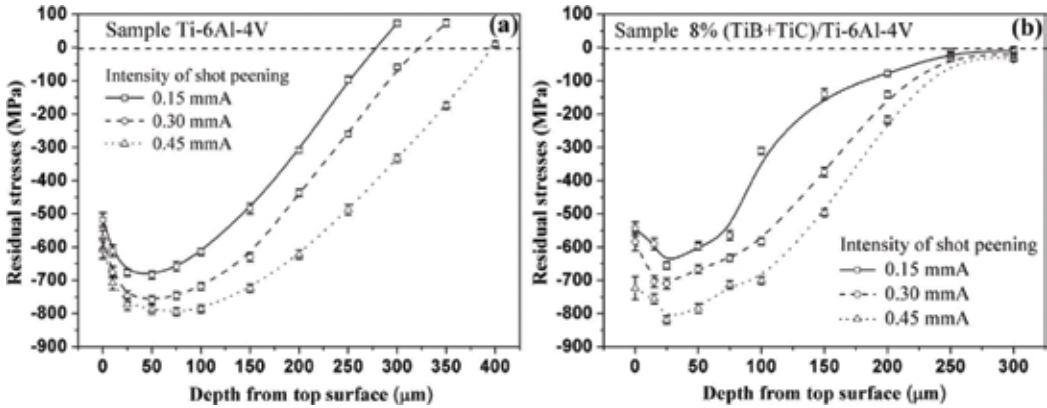 (a)
Sample Ti-6Al-4V
Intensity of shot peening
0.15 mmA
0.30 mmA
0.45 mmA
Residual stresses (MPa)
100
0
-100
-200
-300
-400
-500
-600
-700
-800
-900
0 50 100 150 200 250 300 350 400
Depth from top surface (μm)
(b)
Sample 8% (TiB+TiC)/Ti-6Al-4V
Intensity of shot peening
0.15 mmA
0.30 mmA
0.45 mmA
Residual stresses (MPa)
100
0
-100
-200
-300
-400
-500
-600
-700
-800
-900
0 50 100 150 200 250 300
Depth from top surface (μm)